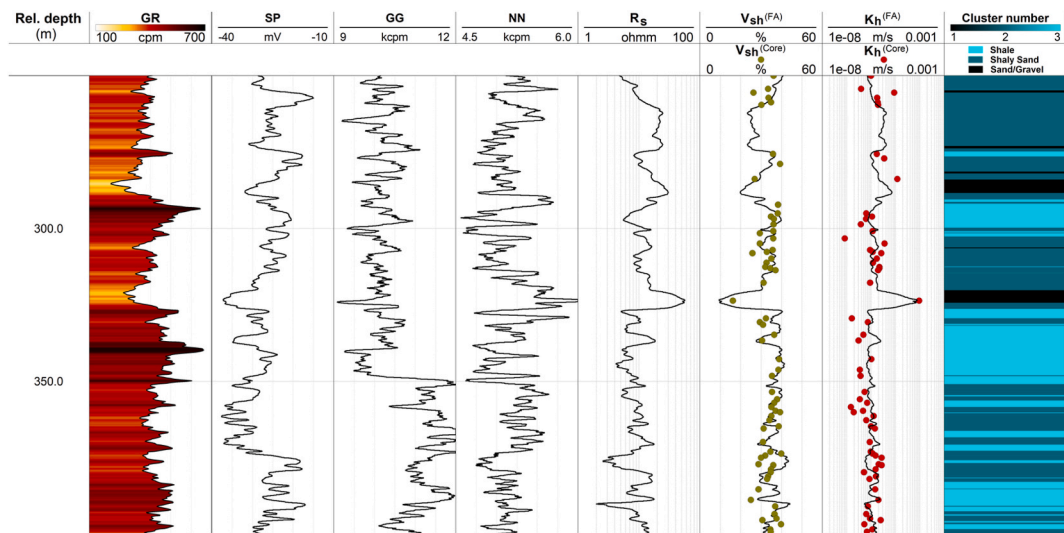 Rel. depth GR SP GG NN Rs Vsh(FA) Kh(FA) Cluster number
(m) 100 cpm 700 -40 mV -10 9 kcpm 12 4.5 kcpm 6.0 1 ohmm 100 0 % 60 1e-08 m/s 0.001 1 2 3
Vsh(Core) Kh(Core) Shale
0 % 60 1e-08 m/s 0.001 Shaly Sand
Sand/Gravel
300.0
350.0